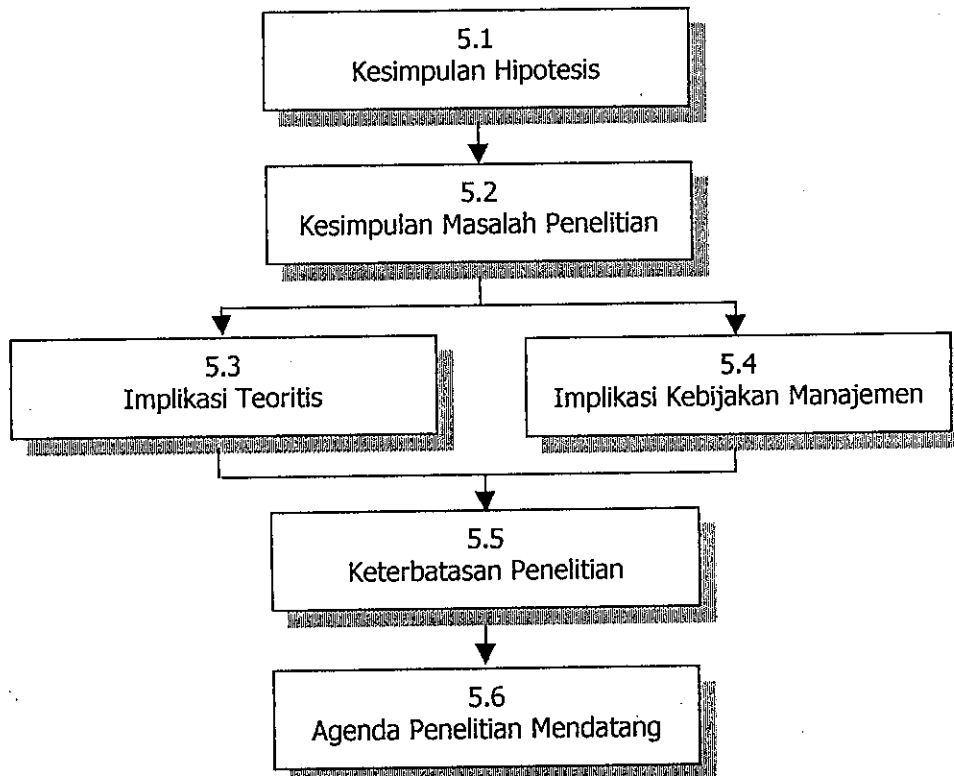 5.1
Kesimpulan Hipotesis
5.2
Kesimpulan Masalah Penelitian
5.3
Implikasi Teoritis
5.4
Implikasi Kebijakan Manajemen
5.5
Keterbatasan Penelitian
5.6
Agenda Penelitian Mendatang